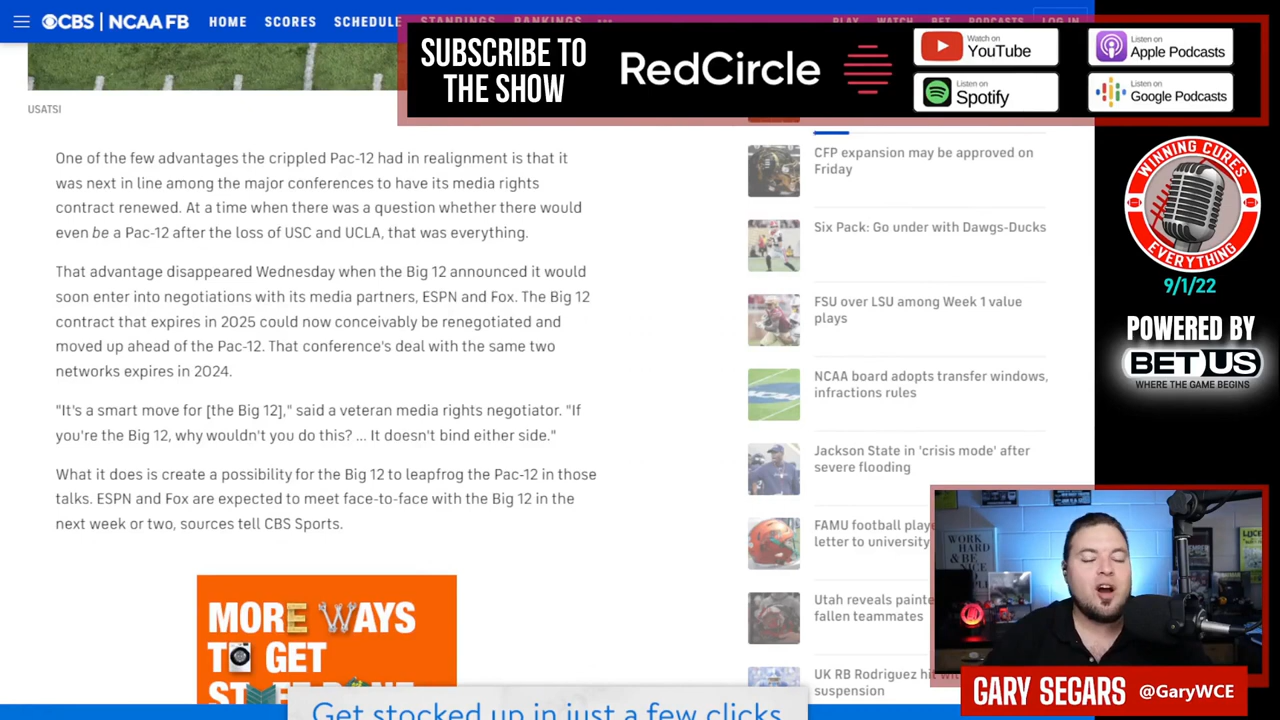 CBS | NCAA FB
HOME
SCORES
SCHEDULE
STANDINGS
RANKINGS
PLAY
WATCH
BET
PODCASTS
LOG IN
SUBSCRIBE TO
THE SHOW
RedCircle
Watch on
YouTube
Listen on
Apple Podcasts
Listen on
Spotify
Listen on
Google Podcasts
USATSI
One of the few advantages the crippled Pac-12 had in realignment is that it
was next in line among the major conferences to have its media rights
contract renewed. At a time when there was a question whether there would
even be a Pac-12 after the loss of USC and UCLA, that was everything.
That advantage disappeared Wednesday when the Big 12 announced it would
soon enter into negotiations with its media partners, ESPN and Fox. The Big 12
contract that expires in 2025 could now conceivably be renegotiated and
moved up ahead of the Pac-12. That conference's deal with the same two
networks expires in 2024.
"It's a smart move for [the Big 12]," said a veteran media rights negotiator. "If
you're the Big 12, why wouldn't you do this? ... It doesn't bind either side."
What it does is create a possibility for the Big 12 to leapfrog the Pac-12 in those
talks. ESPN and Fox are expected to meet face-to-face with the Big 12 in the
next week or two, sources tell CBS Sports.
MORE WAYS
TO GET
STUFF DONE
Get stocked up in just a few clicks
CFP expansion may be approved on
Friday
Six Pack: Go under with Dawgs-Ducks
FSU over LSU among Week 1 value
plays
NCAA board adopts transfer windows,
infractions rules
Jackson State in 'crisis mode' after
severe flooding
FAMU football playe
letter to university
Utah reveals painte
fallen teammates
UK RB Rodriguez hit wi
suspension
WINNING CURES
EVERYTHING
9/1/22
POWERED BY
BETUS
WHERE THE GAME BEGINS
WORK
HARD
& BE
GARY SEGARS @GaryWCE